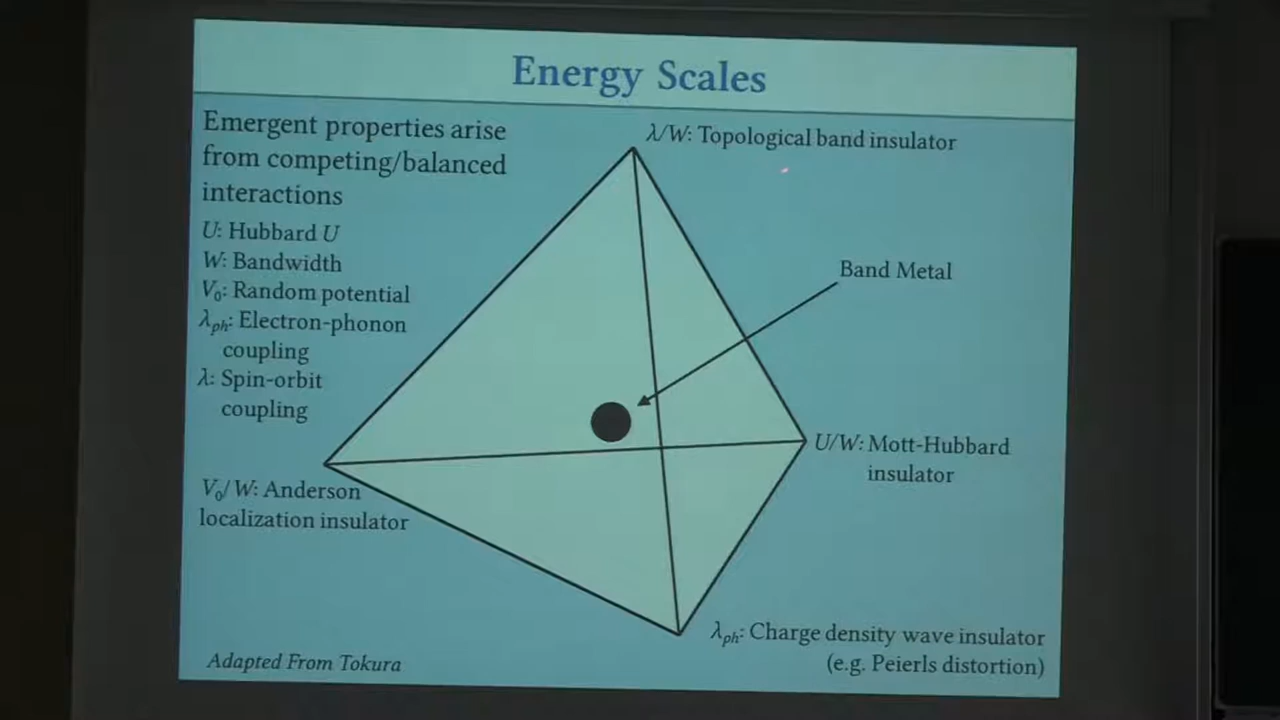 Energy Scales
Emergent properties arise
from competing/balanced
interactions
U: Hubbard U
W: Bandwidth
V₀: Random potential
λₚₕ: Electron-phonon
coupling
λ: Spin-orbit
coupling
λ/W: Topological band insulator
Band Metal
U/W: Mott-Hubbard
insulator
V₀/W: Anderson
localization insulator
λₚₕ: Charge density wave insulator
(e.g. Peierls distortion)
Adapted From Tokura